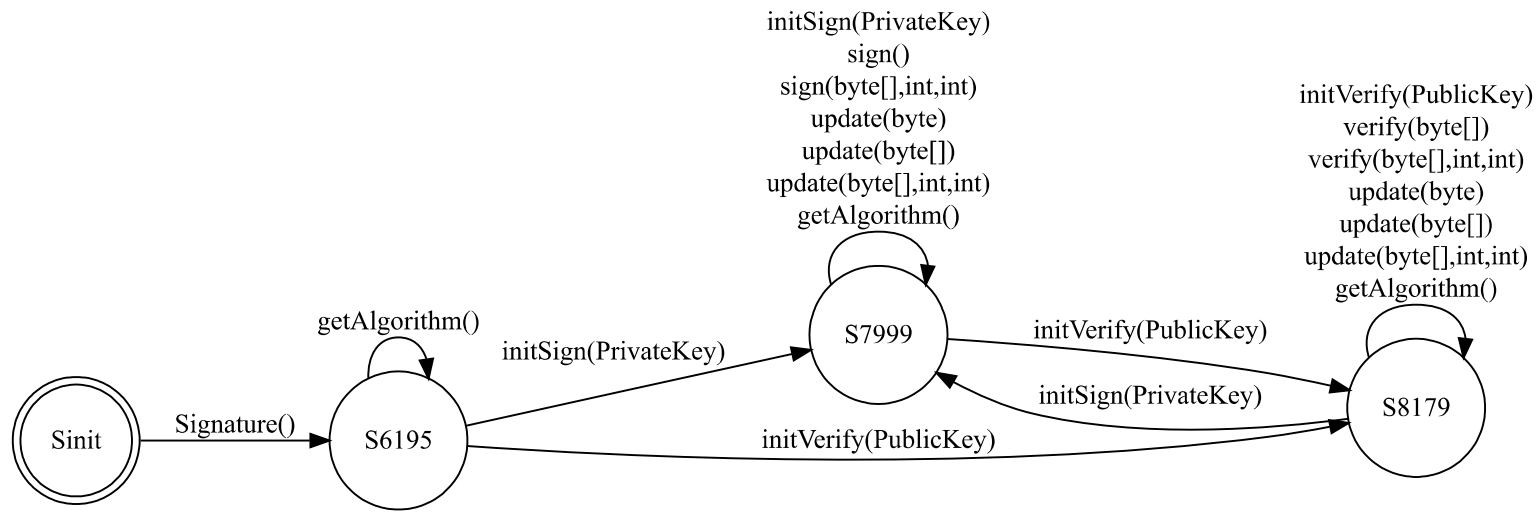 initSign(PrivateKey)
sign()
sign(byte[],int,int)
update(byte)
update(byte[])
update(byte[],int,int)
getAlgorithm()
initVerify(PublicKey)
verify(byte[])
verify(byte[],int,int)
update(byte)
update(byte[])
update(byte[],int,int)
getAlgorithm()
getAlgorithm()
initSign(PrivateKey)
S7999
initVerify(PublicKey)
initSign(PrivateKey)
S8179
Sinit
Signature()
S6195
initVerify(PublicKey)